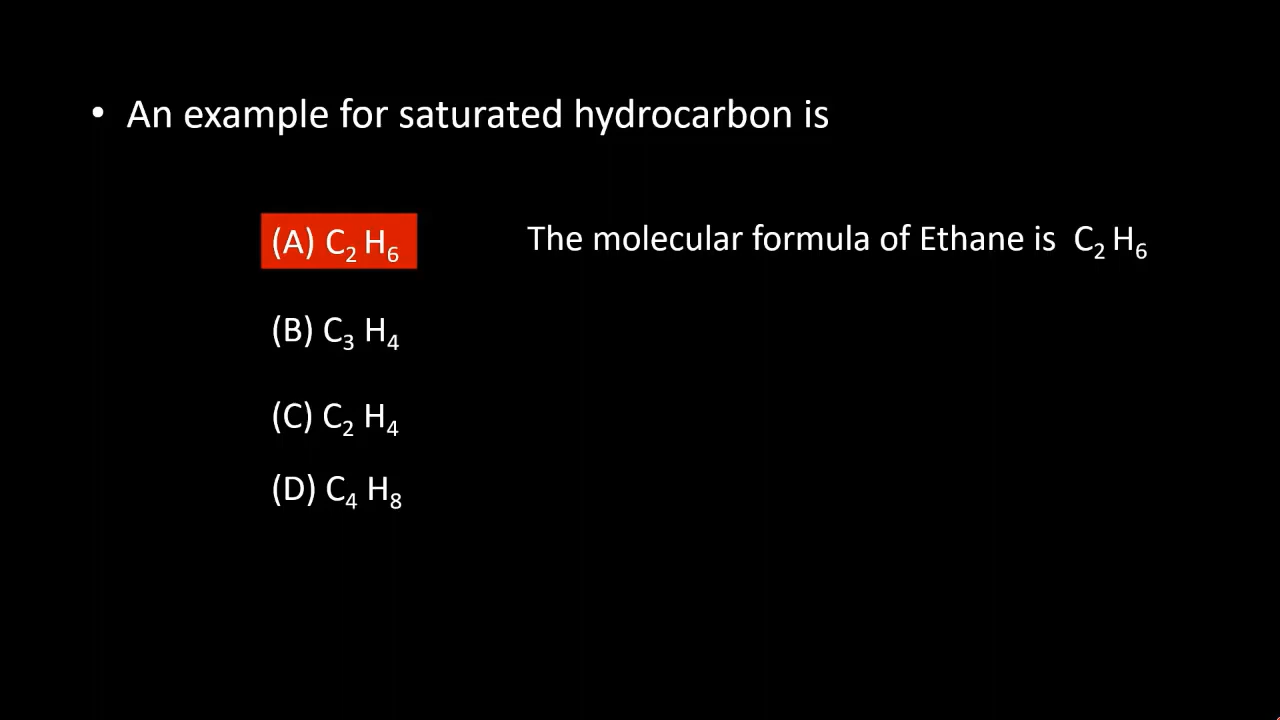 • An example for saturated hydrocarbon is
(A) C₂ H₆
The molecular formula of Ethane is C₂ H₆
(B) C₃ H₄
(C) C₂ H₄
(D) C₄ H₈